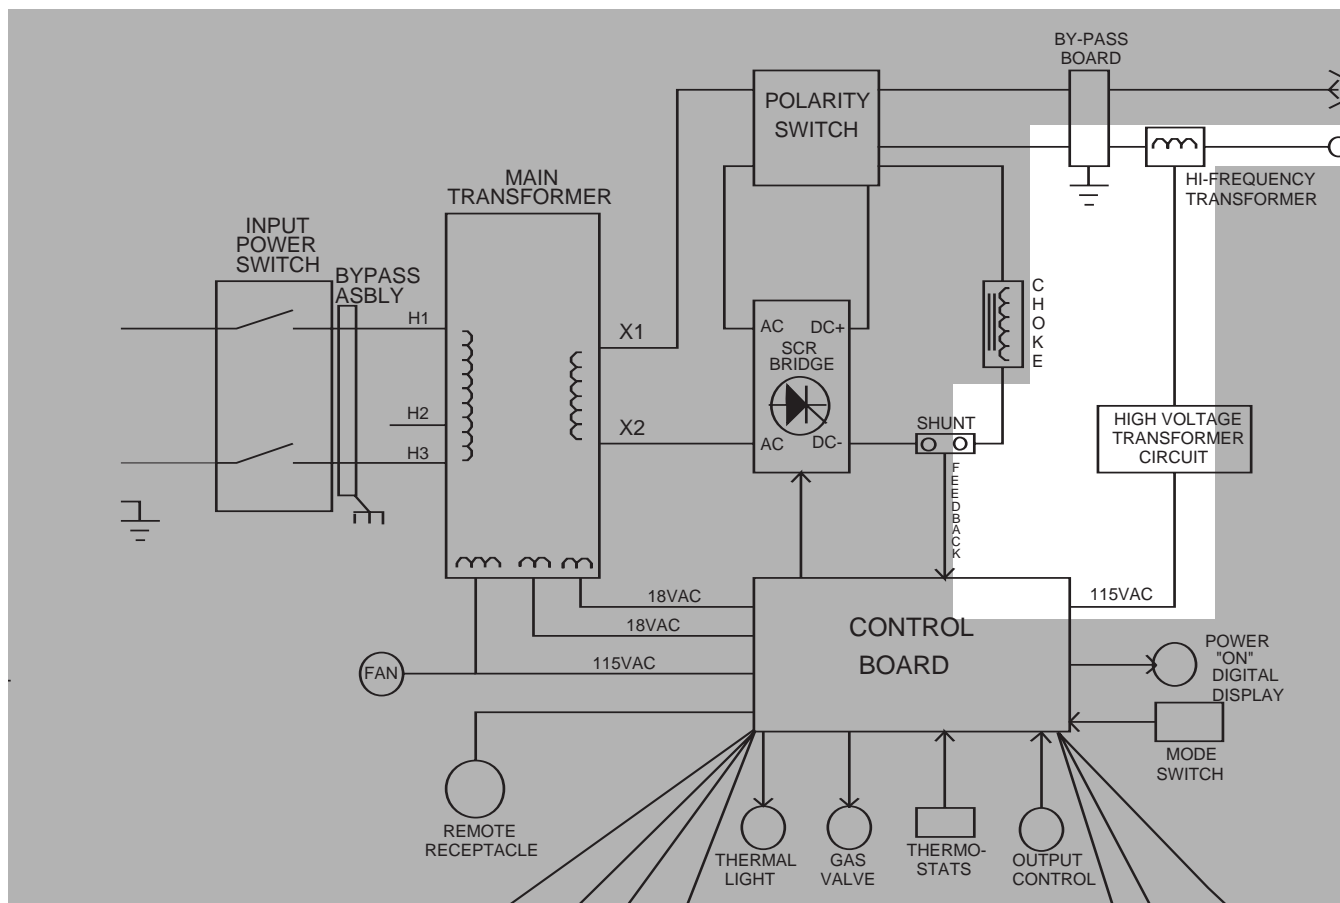 BY-PASS
BOARD
POLARITY
SWITCH
MAIN
TRANSFORMER
HI-FREQUENCY
TRANSFORMER
INPUT
POWER
SWITCH
BYPASS
ASBLY
H1
H2
H3
X1
X2
AC
DC+
SCR
BRIDGE
AC
DC-
CHOKE
SHUNT
FEEDBACK
HIGH VOLTAGE
TRANSFORMER
CIRCUIT
18VAC
18VAC
115VAC
115VAC
CONTROL
BOARD
FAN
POWER
"ON"
DIGITAL
DISPLAY
MODE
SWITCH
REMOTE
RECEPTACLE
THERMAL
LIGHT
GAS
VALVE
THERMO-
STATS
OUTPUT
CONTROL